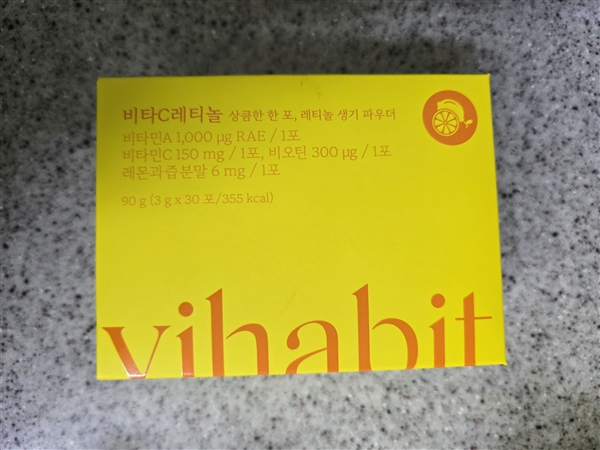 비타C레티놀 상큼한 한 포, 레티놀 생기 파우더
비타민A 1,000 µg RAE / 1포
비타민C 150 mg / 1포, 비오틴 300 µg / 1포
레몬과즙분말 6 mg / 1포
90 g (3 g x 30 포/355 kcal)
vihabit